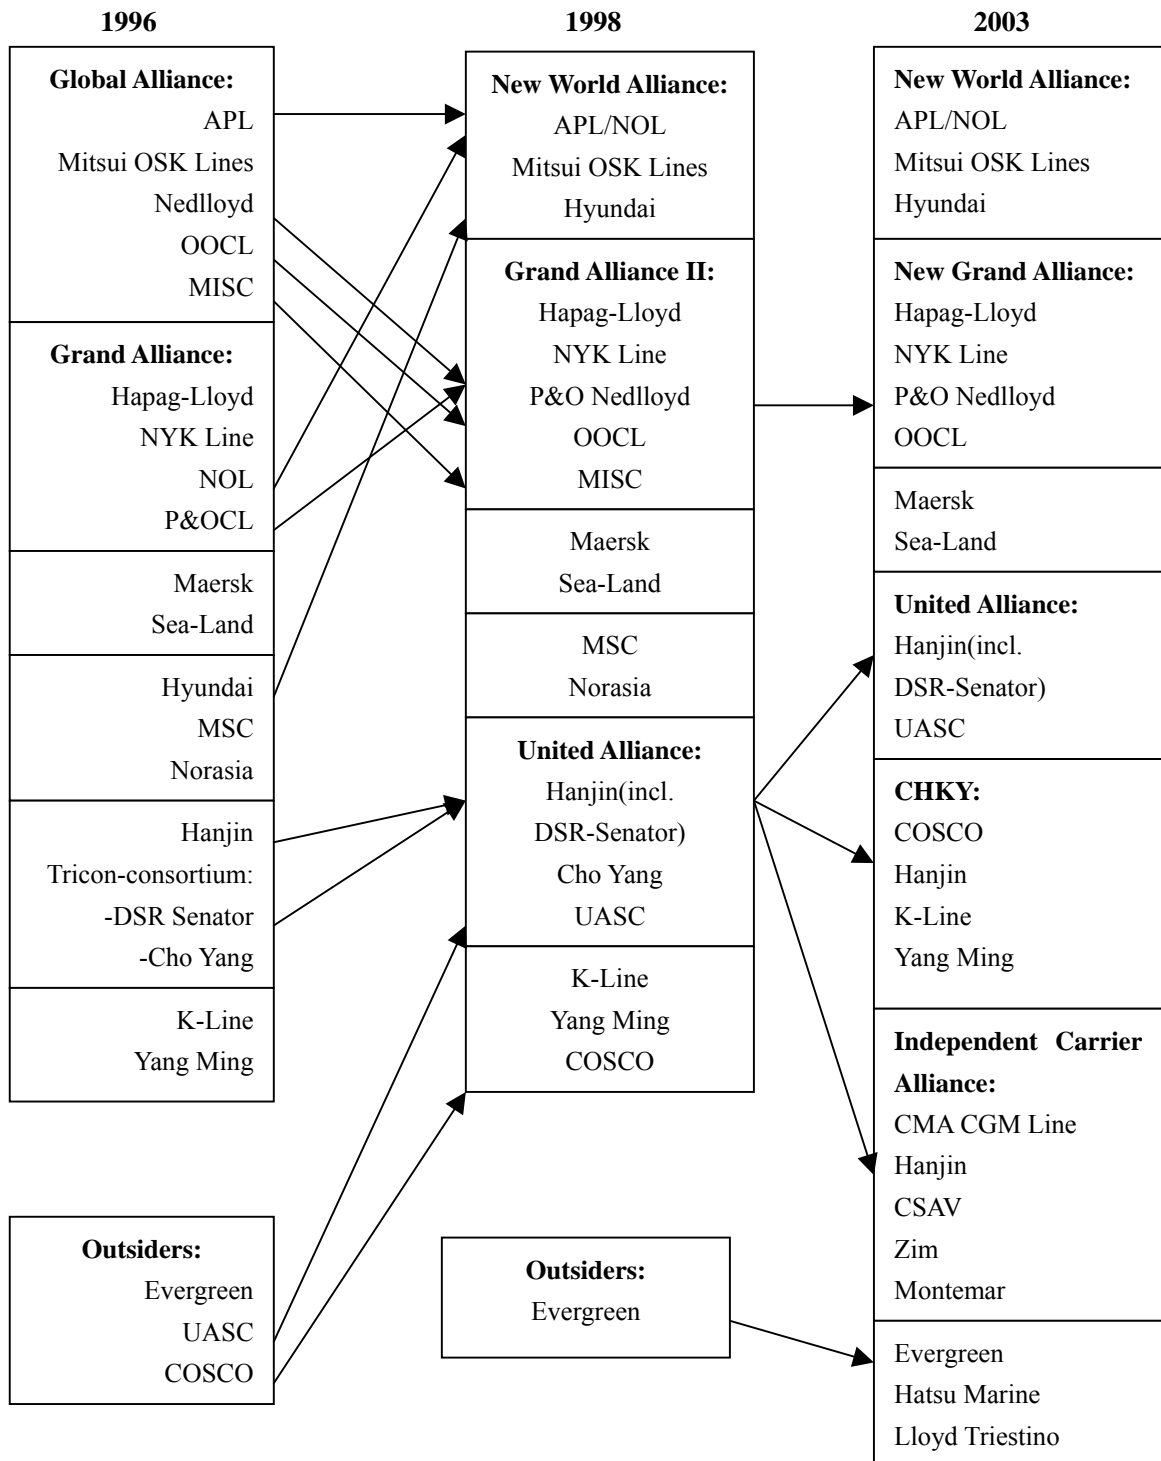 1996
Global Alliance:
APL
Mitsui OSK Lines
Nedlloyd
OOCL
MISC
Grand Alliance:
Hapag-Lloyd
NYK Line
NOL
P&OCL
Maersk
Sea-Land
Hyundai
MSC
Norasia
Hanjin
Tricon-consortium:
-DSR Senator
-Cho Yang
K-Line
Yang Ming
Outsiders:
Evergreen
UASC
COSCO
1998
New World Alliance:
APL/NOL
Mitsui OSK Lines
Hyundai
Grand Alliance II:
Hapag-Lloyd
NYK Line
P&O Nedlloyd
OOCL
MISC
Maersk
Sea-Land
MSC
Norasia
United Alliance:
Hanjin(incl.
DSR-Senator)
Cho Yang
UASC
K-Line
Yang Ming
COSCO
Outsiders:
Evergreen
2003
New World Alliance:
APL/NOL
Mitsui OSK Lines
Hyundai
New Grand Alliance:
Hapag-Lloyd
NYK Line
P&O Nedlloyd
OOCL
Maersk
Sea-Land
United Alliance:
Hanjin(incl.
DSR-Senator)
UASC
CHKY:
COSCO
Hanjin
K-Line
Yang Ming
Independent Carrier
Alliance:
CMA CGM Line
Hanjin
CSAV
Zim
Montemar
Evergreen
Hatsu Marine
Lloyd Triestino